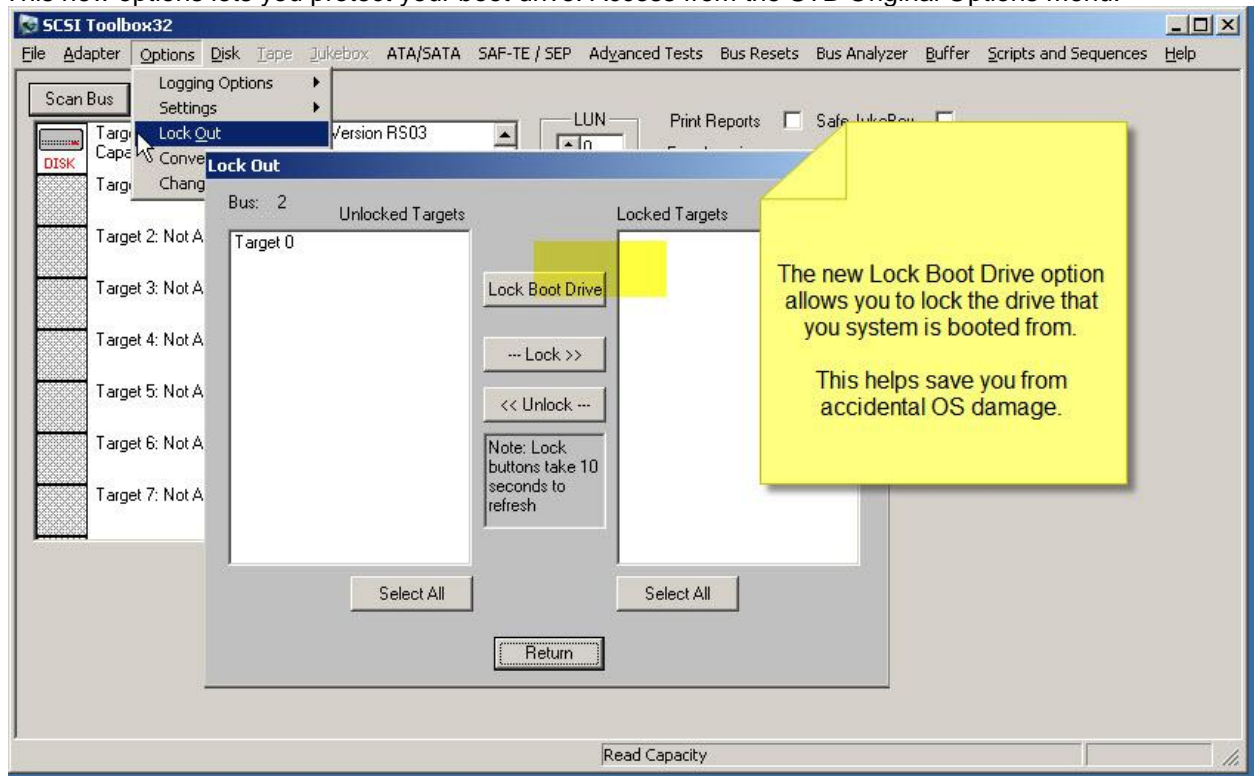 This new options lets you protect your boot drive. Access from the STB Original Options menu.
SCSI Toolbox32
File Adapter Options Disk Tape Jukebox ATA/SATA SAF-TE / SEP Advanced Tests Bus Resets Bus Analyzer Buffer Scripts and Sequences Help
Scan Bus
Logging Options
Settings
Lock Out
Conve
Chang
LUN
0
Print Reports
DISK
Targ
Version RS03
Capa
Targ
Target 2: Not A
Target 3: Not A
Target 4: Not A
Target 5: Not A
Target 6: Not A
Target 7: Not A
Lock Out
Bus: 2
Unlocked Targets
Locked Targets
Target 0
Lock Boot Drive
--- Lock >>
<< Unlock ---
Note: Lock
buttons take 10
seconds to
refresh
Select All
Select All
Return
The new Lock Boot Drive option
allows you to lock the drive that
you system is booted from.
This helps save you from
accidental OS damage.
Read Capacity